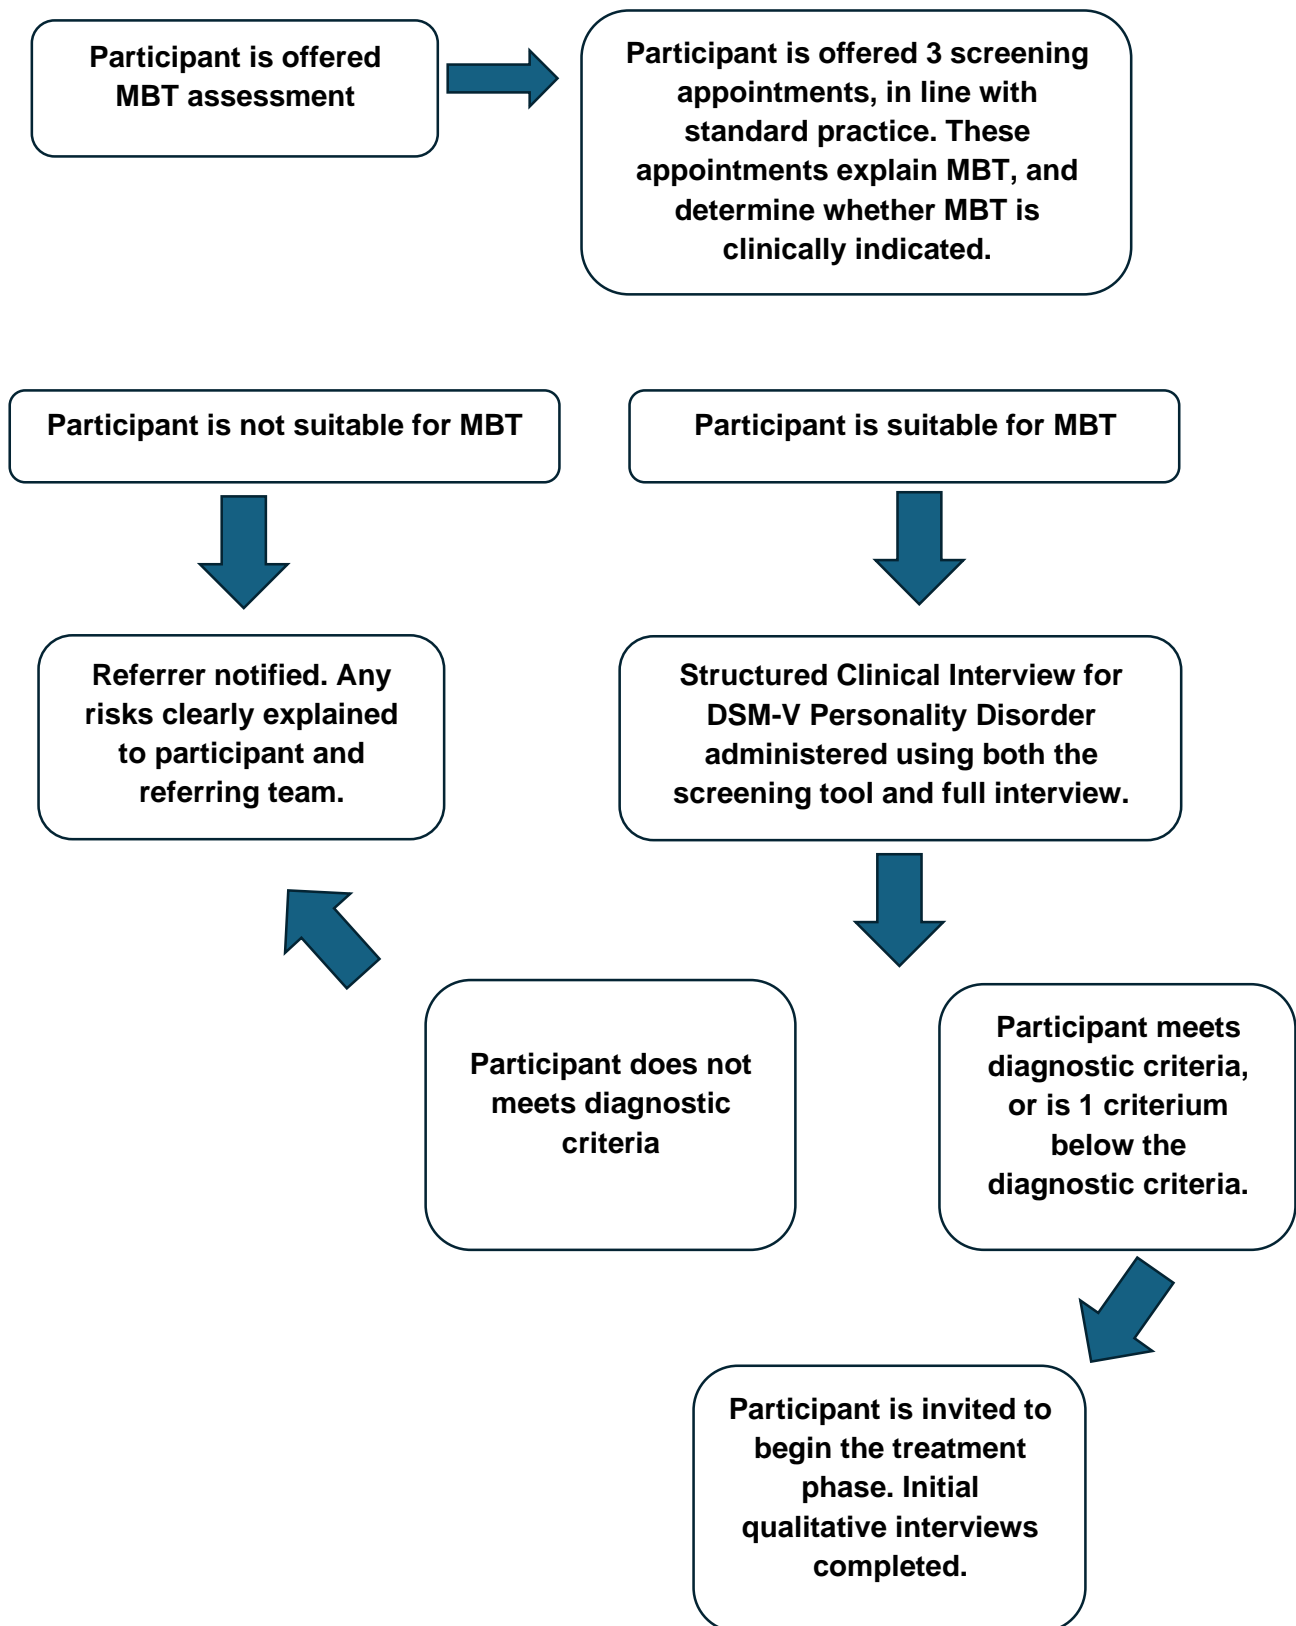 Participant is offered
MBT assessment
Participant is offered 3 screening
appointments, in line with
standard practice. These
appointments explain MBT, and
determine whether MBT is
clinically indicated.
Participant is not suitable for MBT
Participant is suitable for MBT
Referrer notified. Any
risks clearly explained
to participant and
referring team.
Structured Clinical Interview for
DSM-V Personality Disorder
administered using both the
screening tool and full interview.
Participant does not
meets diagnostic
criteria
Participant meets
diagnostic criteria,
or is 1 criterium
below the
diagnostic criteria.
Participant is invited to
begin the treatment
phase. Initial
qualitative interviews
completed.